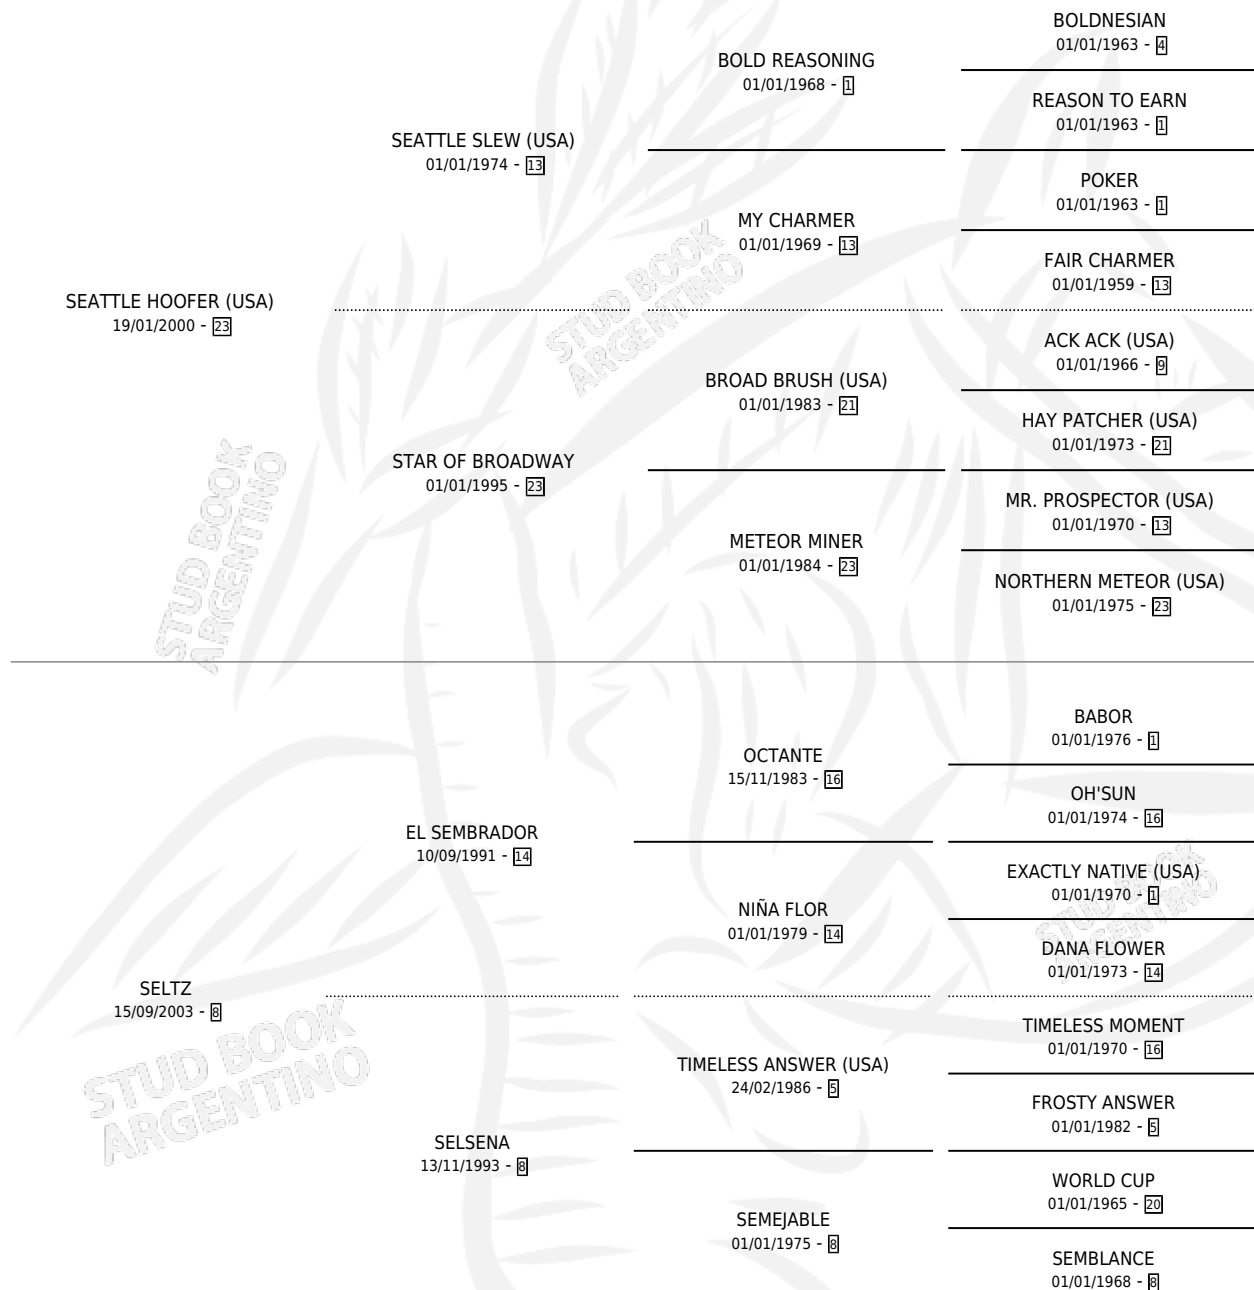 BOLDNESIAN
01/01/1963 - 4
BOLD REASONING
01/01/1968 - 1
REASON TO EARN
01/01/1963 - 1
SEATTLE SLEW (USA)
01/01/1974 - 13
POKER
01/01/1963 - 1
MY CHARMER
01/01/1969 - 13
FAIR CHARMER
01/01/1959 - 13
SEATTLE HOOFER (USA)
19/01/2000 - 23
STUD BOOK
ARGENTINO
ACK ACK (USA)
01/01/1966 - 9
BROAD BRUSH (USA)
01/01/1983 - 21
HAY PATCHER (USA)
01/01/1973 - 21
STAR OF BROADWAY
01/01/1995 - 23
MR. PROSPECTOR (USA)
01/01/1970 - 13
METEOR MINER
01/01/1984 - 23
NORTHERN METEOR (USA)
01/01/1975 - 23
STUD BOOK
ARGENTINO
BABOR
01/01/1976 - 1
OCTANTE
15/11/1983 - 16
OH'SUN
01/01/1974 - 16
EL SEMBRADOR
10/09/1991 - 14
EXACTLY NATIVE (USA)
01/01/1970 - 1
NIÑA FLOR
01/01/1979 - 14
DANA FLOWER
01/01/1973 - 14
STUD BOOK
ARGENTINO
SELTZ
15/09/2003 - 8
TIMELESS MOMENT
01/01/1970 - 16
TIMELESS ANSWER (USA)
24/02/1986 - 5
FROSTY ANSWER
01/01/1982 - 5
STUD BOOK
ARGENTINO
SELSENA
13/11/1993 - 8
WORLD CUP
01/01/1965 - 20
SEMEJABLE
01/01/1975 - 8
SEMBLANCE
01/01/1968 - 8